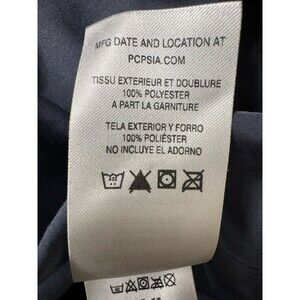 MFG DATE AND LOCATION AT
PCPSIA.COM
TISSU EXTERIEUR ET DOUBLURE
100% POLYESTER
A PART LA GARNITURE
TELA EXTERIOR Y FORRO
100% POLIÉSTER
NO INCLUYE EL ADORNO